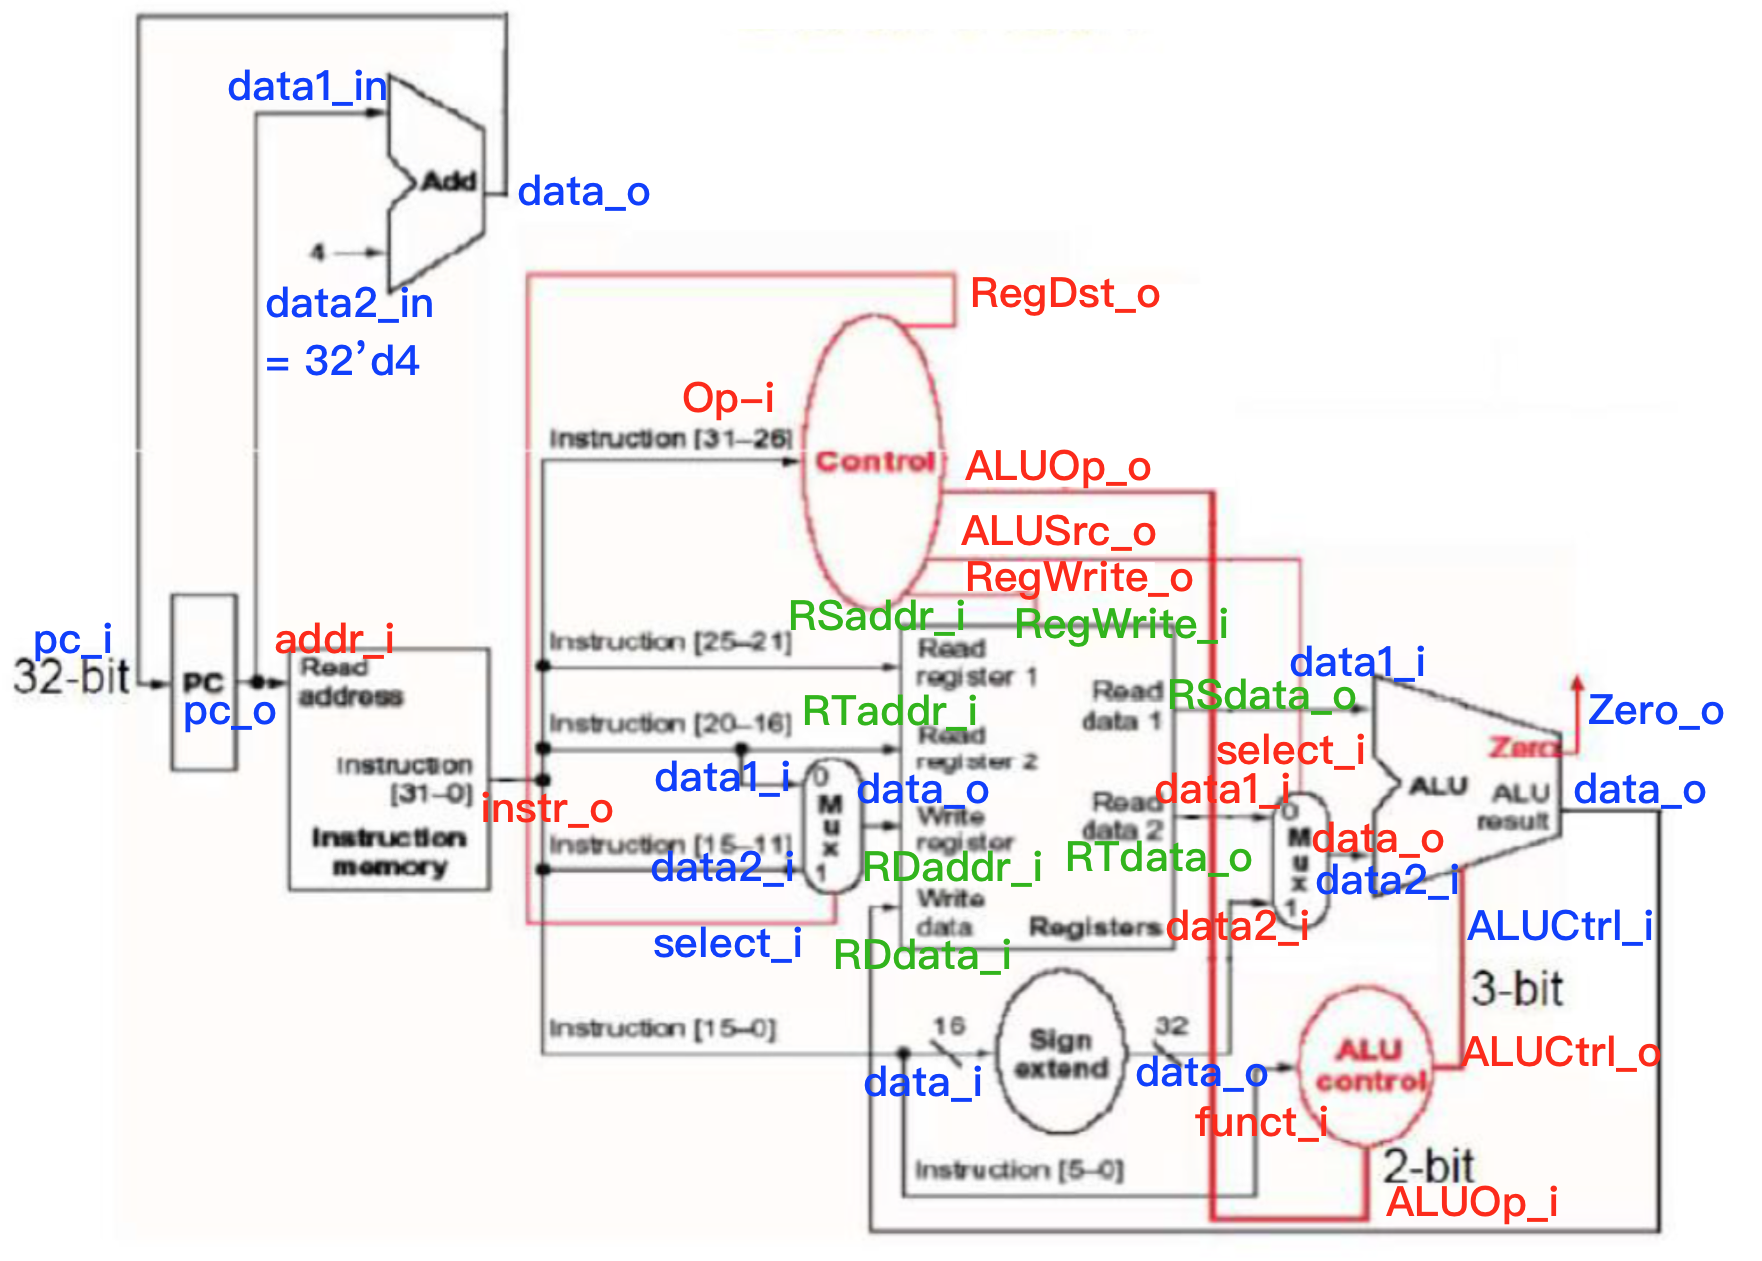 data1_in
Add
data_o
4
data2_in
= 32’d4
RegDst_o
Op-i
Instruction [31–26]
Control
ALUOp_o
ALUSrc_o
RegWrite_o
RSaddr_i
RegWrite_i
pc_i
32-bit
PC
pc_o
addr_i
Read
address
Instruction
[31–0]
instr_o
Instruction
memory
Instruction [25–21]
Read
register 1
Read
data 1
RSdata_o
data1_i
Zero_o
Zero
Instruction [20–16]
RTaddr_i
Read
register 2
select_i
data1_i
0
M
u
x
1
data_o
Write
register
Read
data 2
data1_i
0
M
u
x
1
ALU
ALU
result
data_o
Instruction [15–11]
data2_i
RDaddr_i
RTdata_o
data_o
data2_i
Write
data
Registers
data2_i
ALUCtrl_i
select_i
RDdata_i
3-bit
Instruction [15–0]
16
Sign
extend
32
data_i
data_o
ALU
control
ALUCtrl_o
funct_i
Instruction [5–0]
2-bit
ALUOp_i